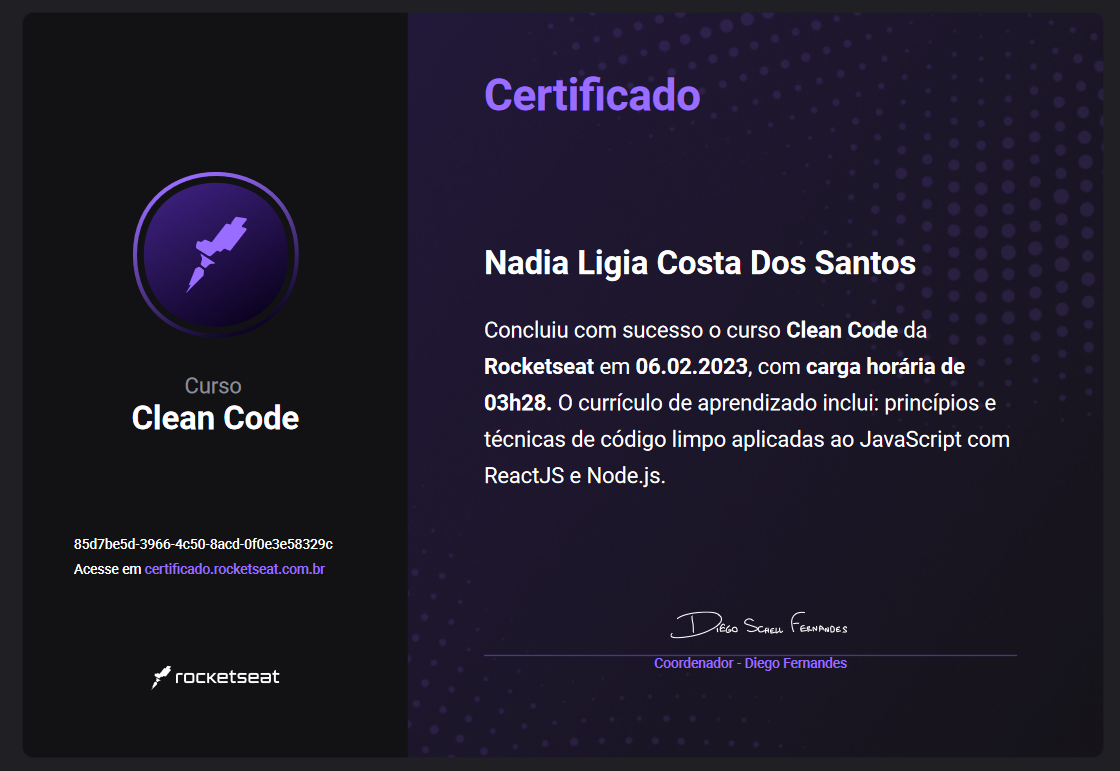 Curso
Clean Code
85d7be5d-3966-4c50-8acd-0f0e3e58329c
Acesse em certificado.rocketseat.com.br
rocketseat
Certificado
Nadia Ligia Costa Dos Santos
Concluiu com sucesso o curso Clean Code da
Rocketseat em 06.02.2023, com carga horária de
03h28. O currículo de aprendizado inclui: princípios e
técnicas de código limpo aplicadas ao JavaScript com
ReactJS e Node.js.
Diego Schell Fernandes
Coordenador - Diego Fernandes